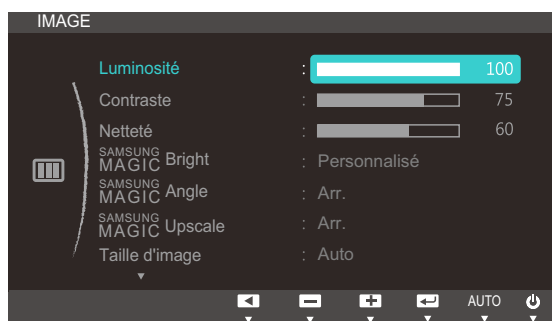 IMAGE
Luminosité : 100
Contraste : 75
Netteté : 60
SAMSUNG MAGIC Bright : Personnalisé
SAMSUNG MAGIC Angle : Arr.
SAMSUNG MAGIC Upscale : Arr.
Taille d'image : Auto
AUTO